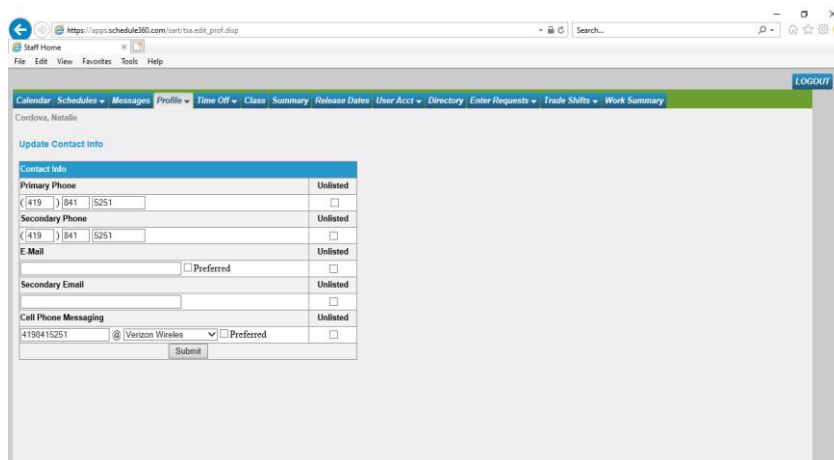 https://apps.schedule360.com/sart/tsa.edit_prof.disp
Search...
Staff Home
File Edit View Favorites Tools Help
LOGOUT
Calendar Schedules Messages Profile Time Off Class Summary Release Dates User Acct Directory Enter Requests Trade Shifts Work Summary
Cordova, Natalie
Update Contact Info
Contact Info
Primary Phone Unlisted
( 419 ) 841 5251
Secondary Phone Unlisted
( 419 ) 841 5251
E-Mail Unlisted
Preferred
Secondary Email Unlisted
Cell Phone Messaging Unlisted
4198415251 @ Verizon Wireles Preferred
Submit